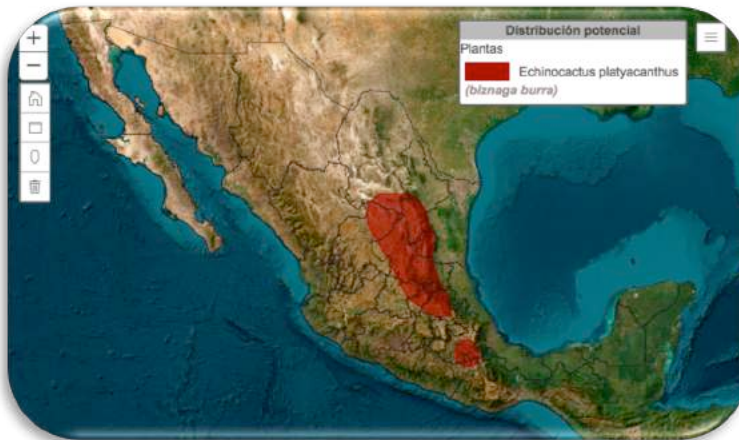 Distribución potencial
Plantas
Echinocactus platyacanthus
(biznaga burra)